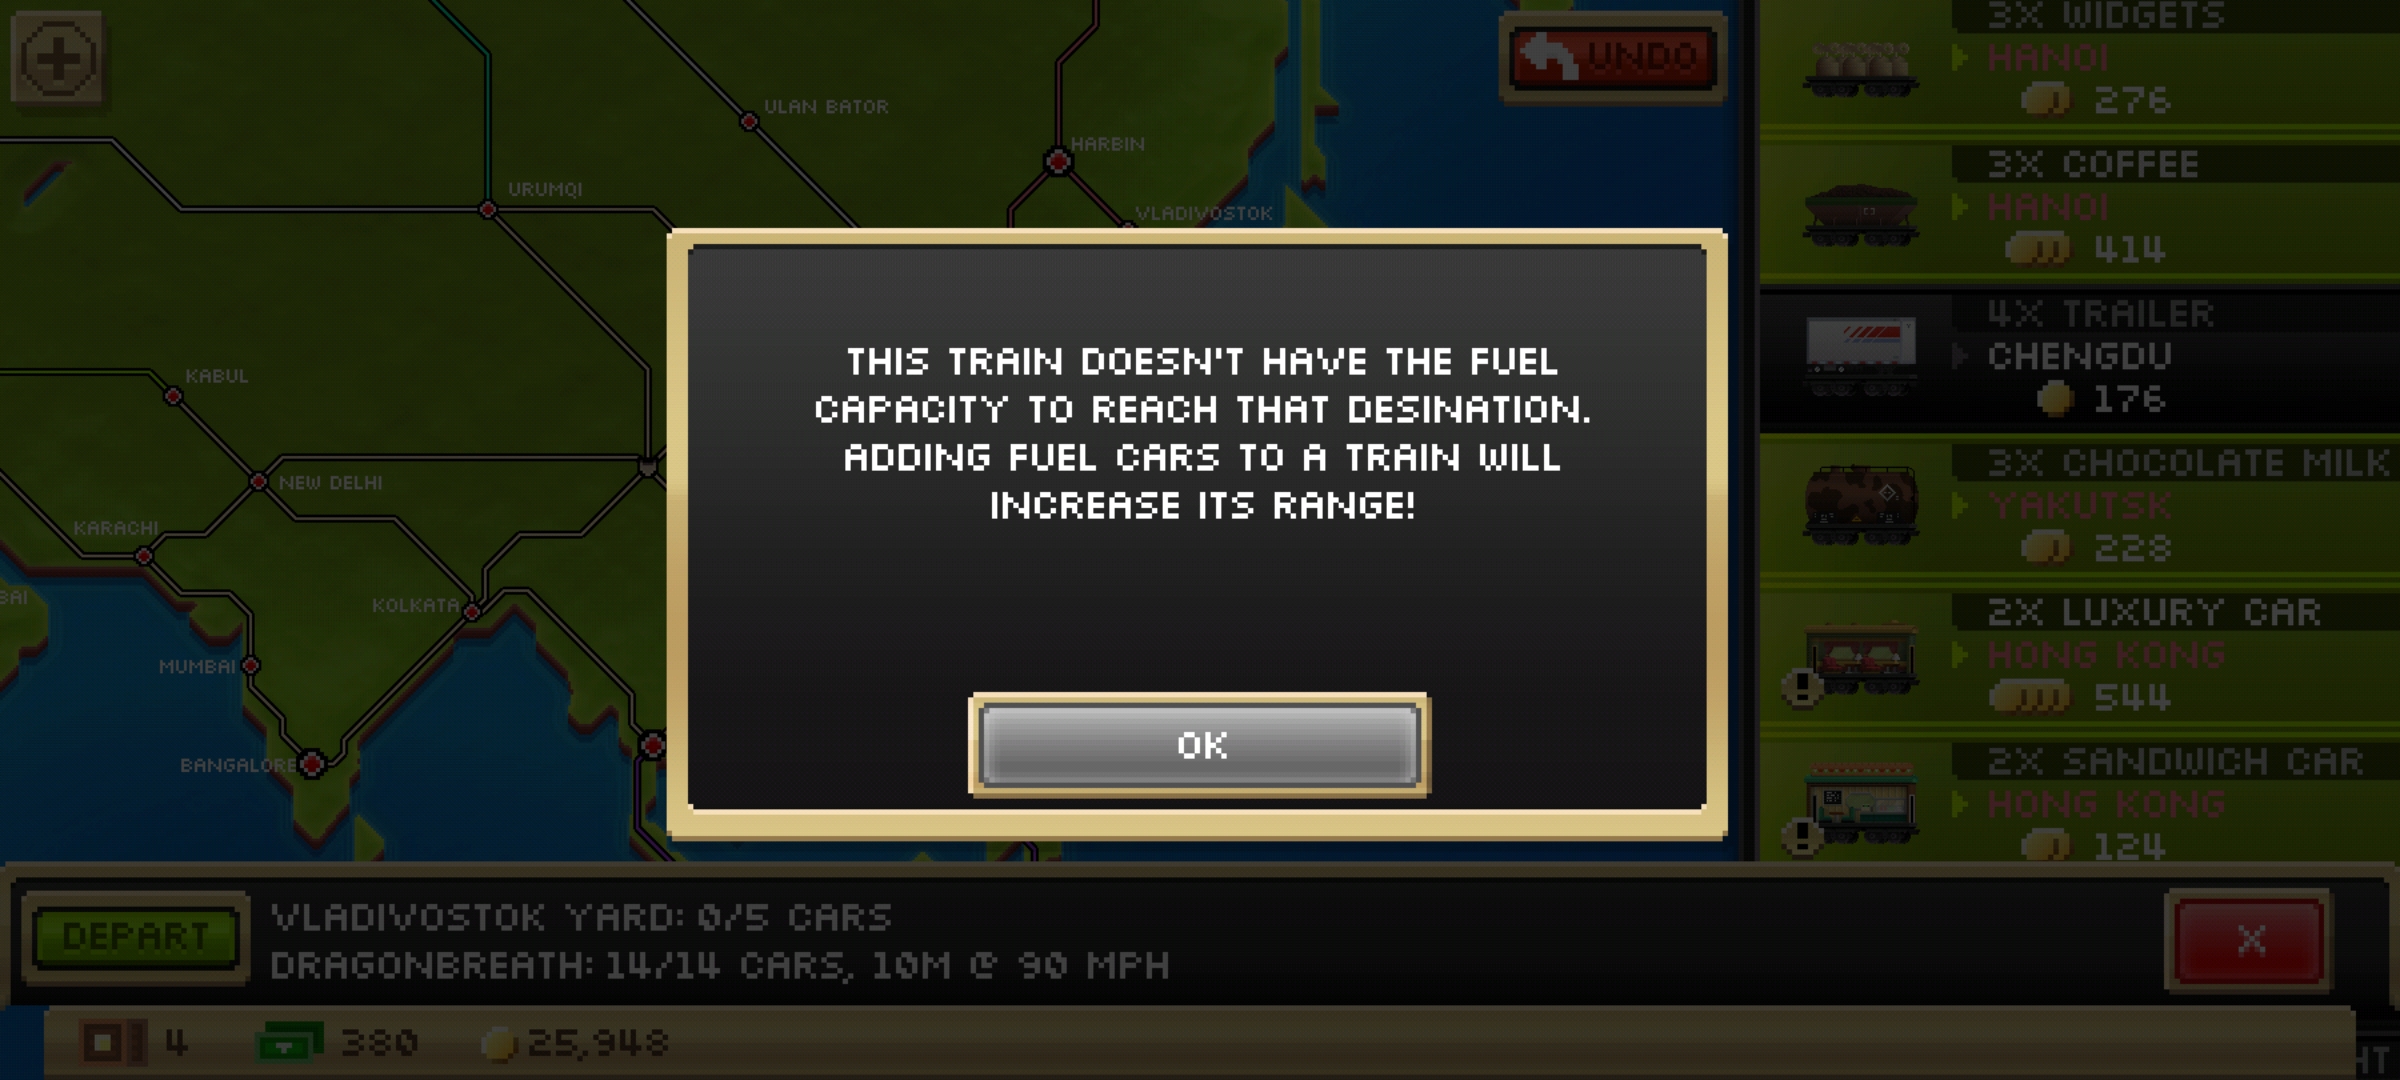 UNDO
ULAN BATOR
HARBIN
URUMQI
VLADIVOSTOK
KABUL
NEW DELHI
KARACHI
BAI
KOLKATA
MUMBAI
BANGALORE
THIS TRAIN DOESN'T HAVE THE FUEL
CAPACITY TO REACH THAT DESINATION.
ADDING FUEL CARS TO A TRAIN WILL
INCREASE ITS RANGE!
OK
3X WIDGETS
HANOI
276
3X COFFEE
HANOI
414
4X TRAILER
CHENGDU
176
3X CHOCOLATE MILK
YAKUTSK
228
2X LUXURY CAR
HONG KONG
544
2X SANDWICH CAR
HONG KONG
124
DEPART
VLADIVOSTOK YARD: 0/5 CARS
DRAGONBREATH: 14/14 CARS, 10M @ 90 MPH
X
4
380
25,948
HT